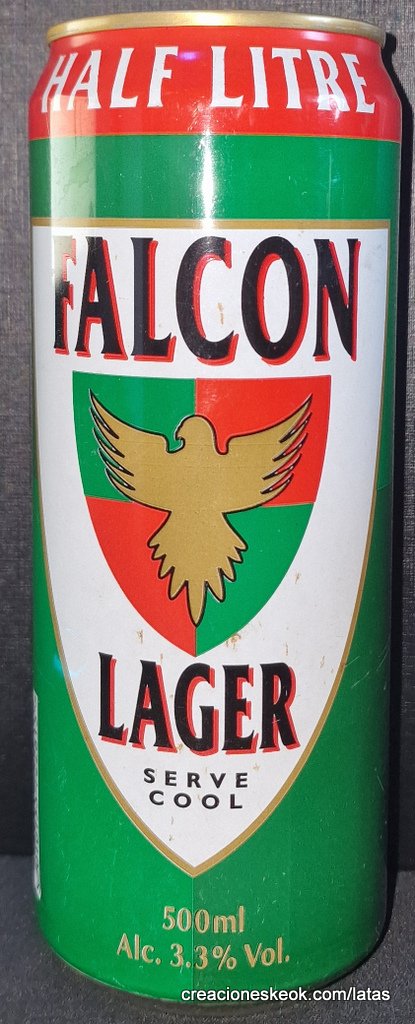 HALF LITRE
FALCON
LAGER
SERVE
COOL
500ml
Alc. 3.3% Vol.
creacioneskeok.com/latas